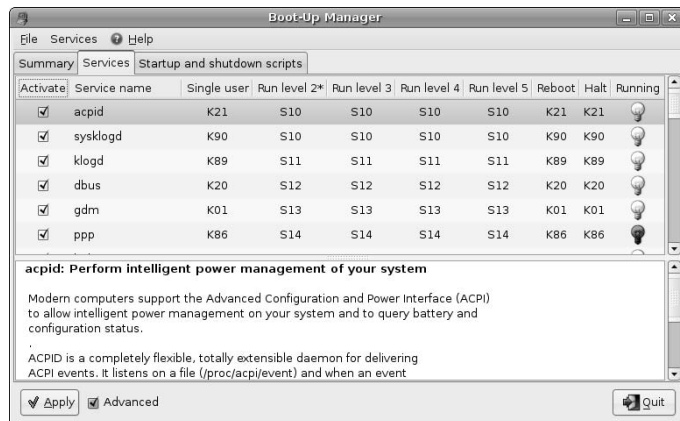 Boot-Up Manager
File Services Help
Summary Services Startup and shutdown scripts
Activate Service name Single user Run level 2* Run level 3 Run level 4 Run level 5 Reboot Halt Running
acpid K21 S10 S10 S10 S10 K21 K21
sysklogd K90 S10 S10 S10 S10 K90 K90
klogd K89 S11 S11 S11 S11 K89 K89
dbus K20 S12 S12 S12 S12 K20 K20
gdm K01 S13 S13 S13 S13 K01 K01
ppp K86 S14 S14 S14 S14 K86 K86
acpid: Perform intelligent power management of your system
Modern computers support the Advanced Configuration and Power Interface (ACPI)
to allow intelligent power management on your system and to query battery and
configuration status.
.
ACPID is a completely flexible, totally extensible daemon for delivering
ACPI events. It listens on a file (/proc/acpi/event) and when an event
Apply Advanced Quit